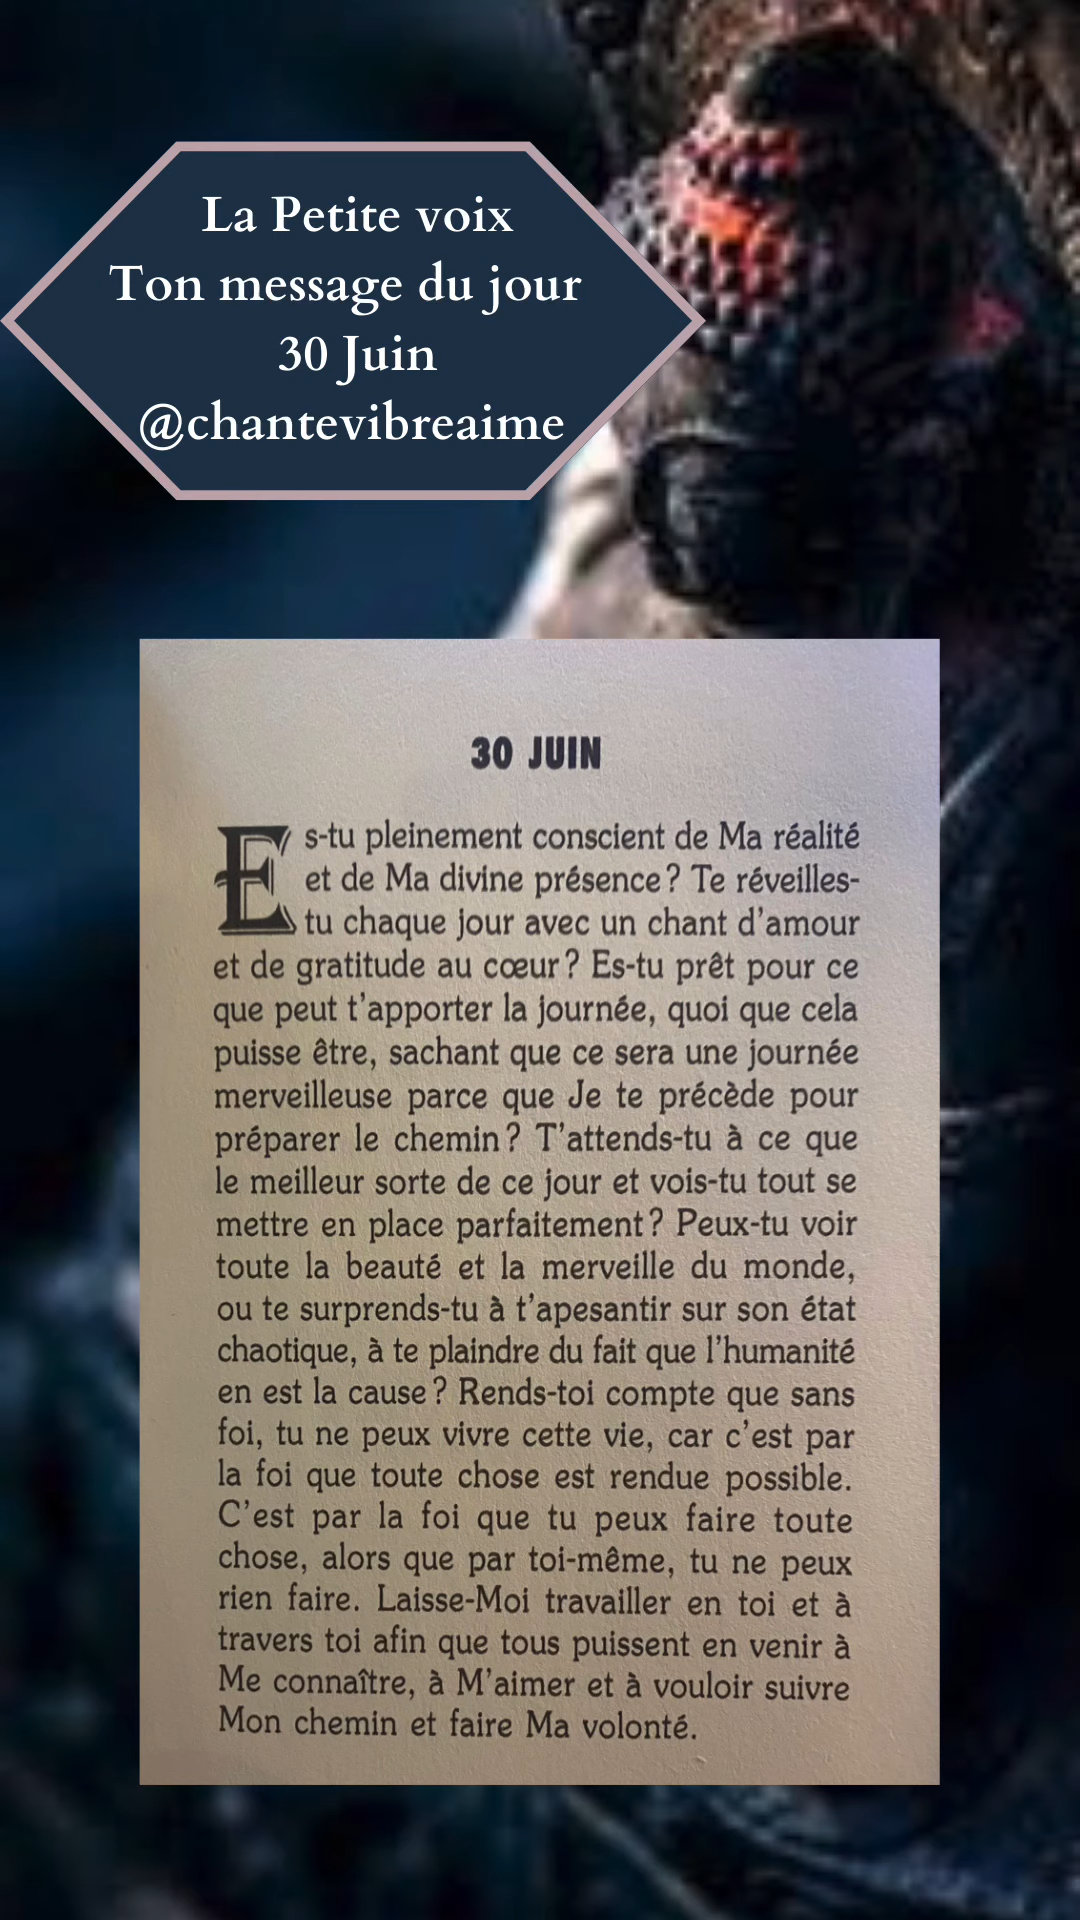 La Petite voix
Ton message du jour
30 Juin
@chantevibreaime
30 JUIN
Es-tu pleinement conscient de Ma réalité
et de Ma divine présence ? Te réveilles-
tu chaque jour avec un chant d'amour
et de gratitude au cœur ? Es-tu prêt pour ce
que peut t'apporter la journée, quoi que cela
puisse être, sachant que ce sera une journée
merveilleuse parce que Je te précède pour
préparer le chemin ? T'attends-tu à ce que
le meilleur sorte de ce jour et vois-tu tout se
mettre en place parfaitement ? Peux-tu voir
toute la beauté et la merveille du monde,
ou te surprends-tu à t'apesantir sur son état
chaotique, à te plaindre du fait que l'humanité
en est la cause ? Rends-toi compte que sans
foi, tu ne peux vivre cette vie, car c'est par
la foi que toute chose est rendue possible.
C'est par la foi que tu peux faire toute
chose, alors que par toi-même, tu ne peux
rien faire. Laisse-Moi travailler en toi et à
travers toi afin que tous puissent en venir à
Me connaître, à M'aimer et à vouloir suivre
Mon chemin et faire Ma volonté.